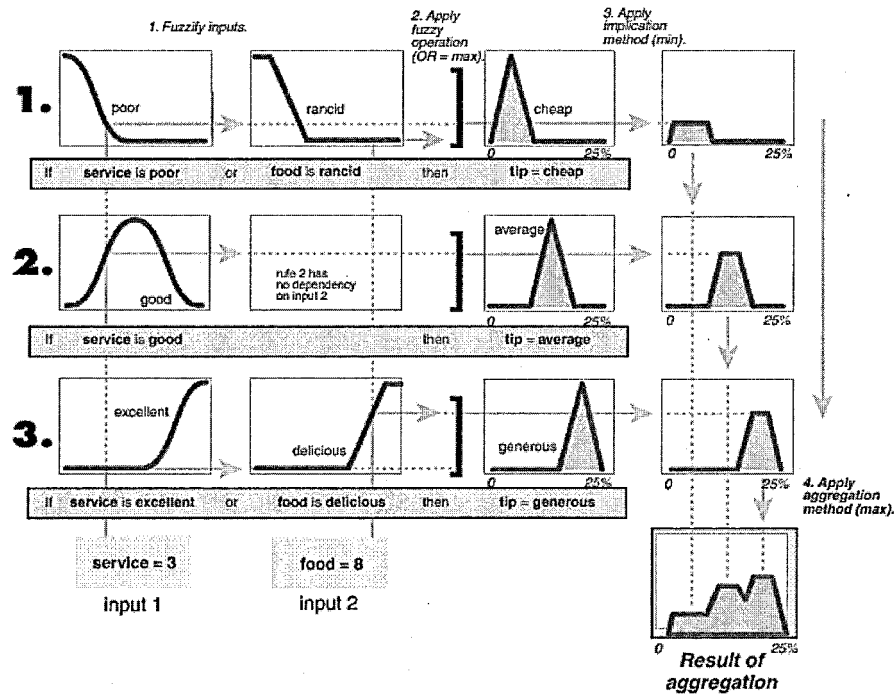 1. Fuzzify inputs.
2. Apply
fuzzy
operation
(OR = max).
3. Apply
implication
method (min).
1.
poor
rancid
cheap
0 25%
0 25%
If service is poor or food is rancid then tip = cheap
2.
good
rule 2 has
no dependency
on input 2
average
0 25%
0 25%
If service is good then tip = average
3.
excellent
delicious
generous
0 25%
0 25%
If service is excellent or food is delicious then tip = generous
4. Apply
aggregation
method (max).
service = 3
food = 8
input 1
input 2
0 25%
Result of
aggregation